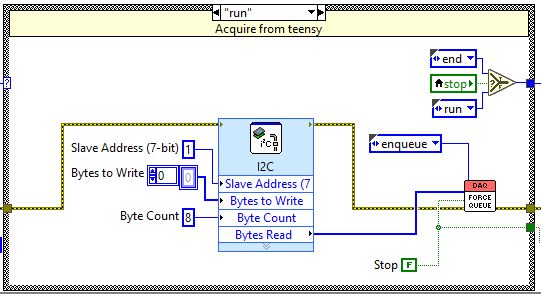 "run"
Acquire from teensy
end
stop
T
F
run
?
Slave Address (7-bit) 1
Bytes to Write 0 0
Byte Count 8
I²C
I2C
Slave Address (7
Bytes to Write
Byte Count
Bytes Read
enqueue
DAQ
FORCE
QUEUE
Stop F